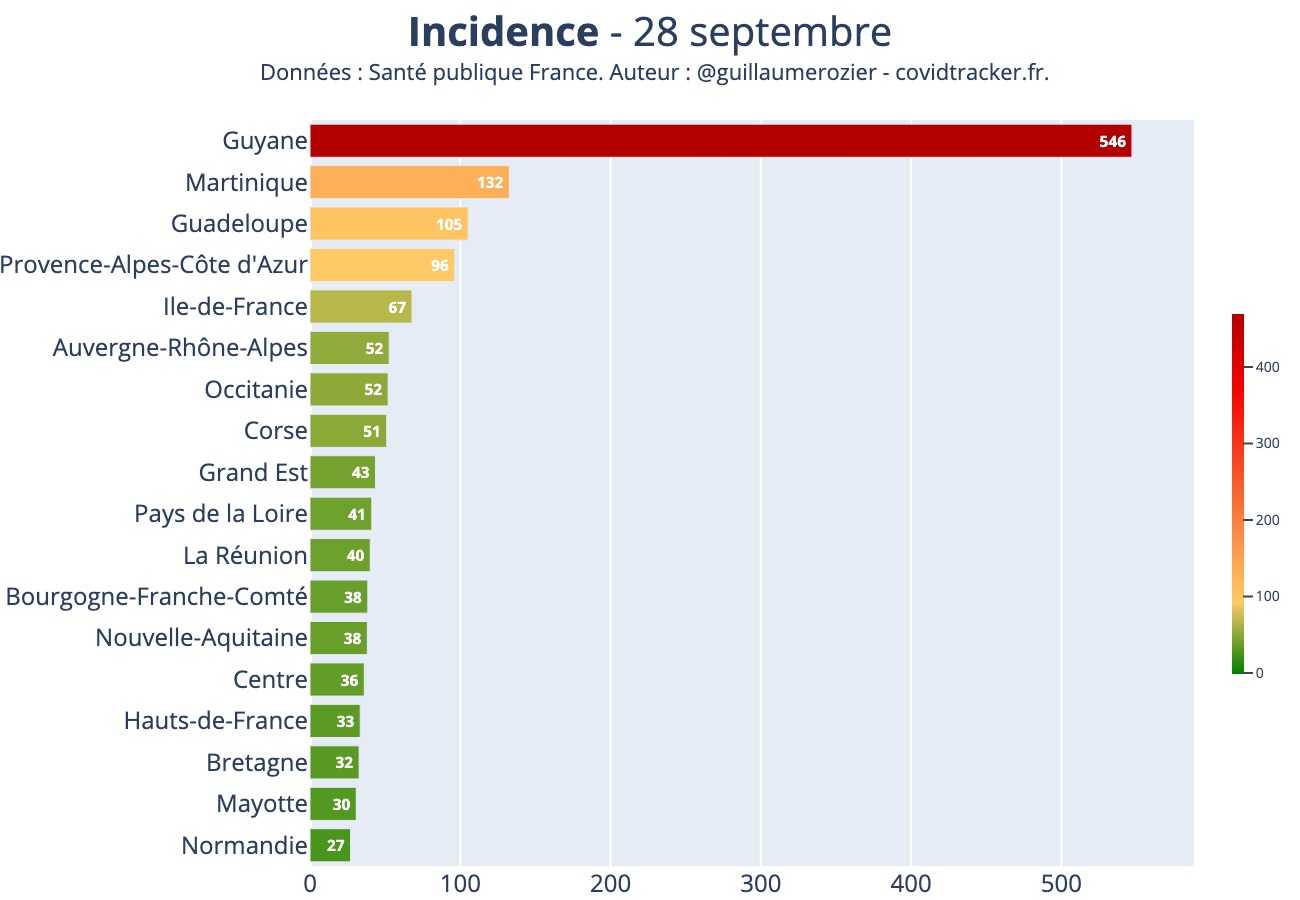 Incidence - 28 septembre
Données : Santé publique France. Auteur : @guillaumerozier - covidtracker.fr.
Guyane 546
Martinique 132
Guadeloupe 105
Provence-Alpes-Côte d'Azur 96
Ile-de-France 67
Auvergne-Rhône-Alpes 52
Occitanie 52
Corse 51
Grand Est 43
Pays de la Loire 41
La Réunion 40
Bourgogne-Franche-Comté 38
Nouvelle-Aquitaine 38
Centre 36
Hauts-de-France 33
Bretagne 32
Mayotte 30
Normandie 27
0 100 200 300 400 500
400
300
200
100
0